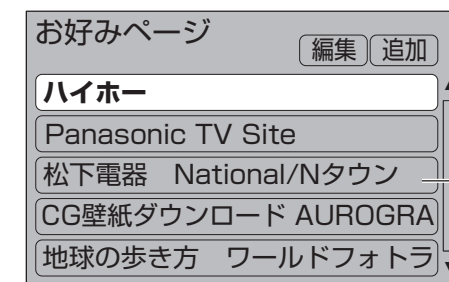 お好みページ
編集 追加
ハイホー
Panasonic TV Site
松下電器　National/Nタウン
CG壁紙ダウンロード AUROGRA
地球の歩き方　ワールドフォトラ